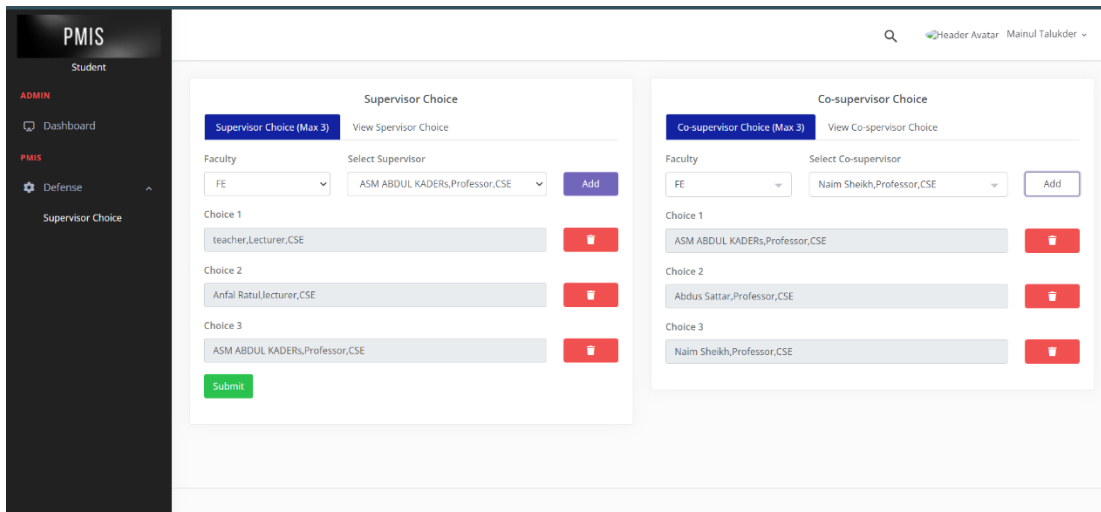 PMIS
Student
ADMIN
Dashboard
PMIS
Defense
Supervisor Choice
Header Avatar Mainul Talukder
Supervisor Choice
Supervisor Choice (Max 3) View Spervisor Choice
Faculty Select Supervisor
FE ASM ABDUL KADERs,Professor,CSE Add
Choice 1
teacher,Lecturer,CSE
Choice 2
Anfal Ratul,lecturer,CSE
Choice 3
ASM ABDUL KADERs,Professor,CSE
Submit
Co-supervisor Choice
Co-supervisor Choice (Max 3) View Co-spervisor Choice
Faculty Select Co-supervisor
FE Naim Sheikh,Professor,CSE Add
Choice 1
ASM ABDUL KADERs,Professor,CSE
Choice 2
Abdus Sattar,Professor,CSE
Choice 3
Naim Sheikh,Professor,CSE